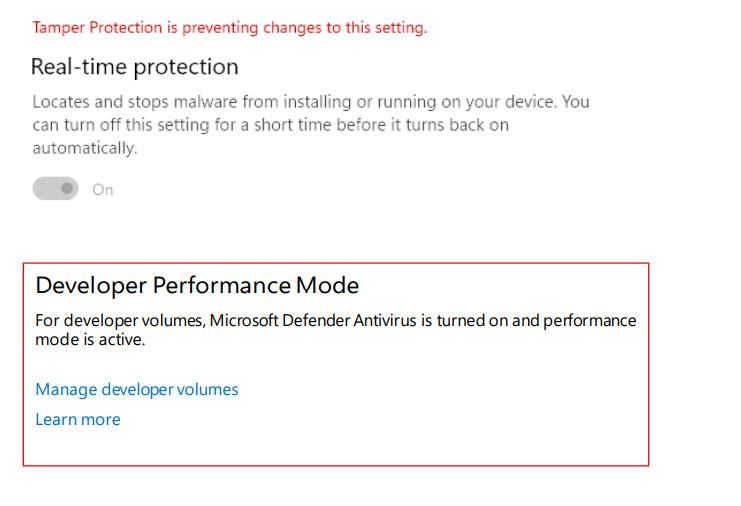 Tamper Protection is preventing changes to this setting.
Real-time protection
Locates and stops malware from installing or running on your device. You
can turn off this setting for a short time before it turns back on
automatically.
On
Developer Performance Mode
For developer volumes, Microsoft Defender Antivirus is turned on and performance
mode is active.
Manage developer volumes
Learn more